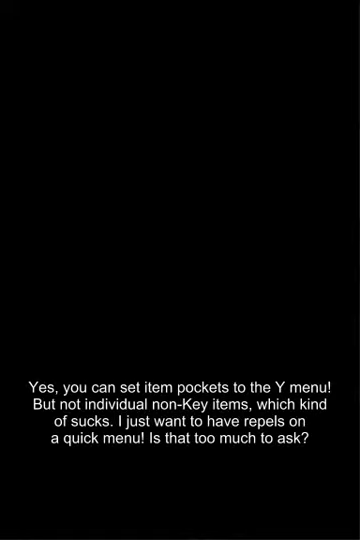 Yes, you can set item pockets to the Y menu!
But not individual non-Key items, which kind
of sucks. I just want to have repels on
a quick menu! Is that too much to ask?